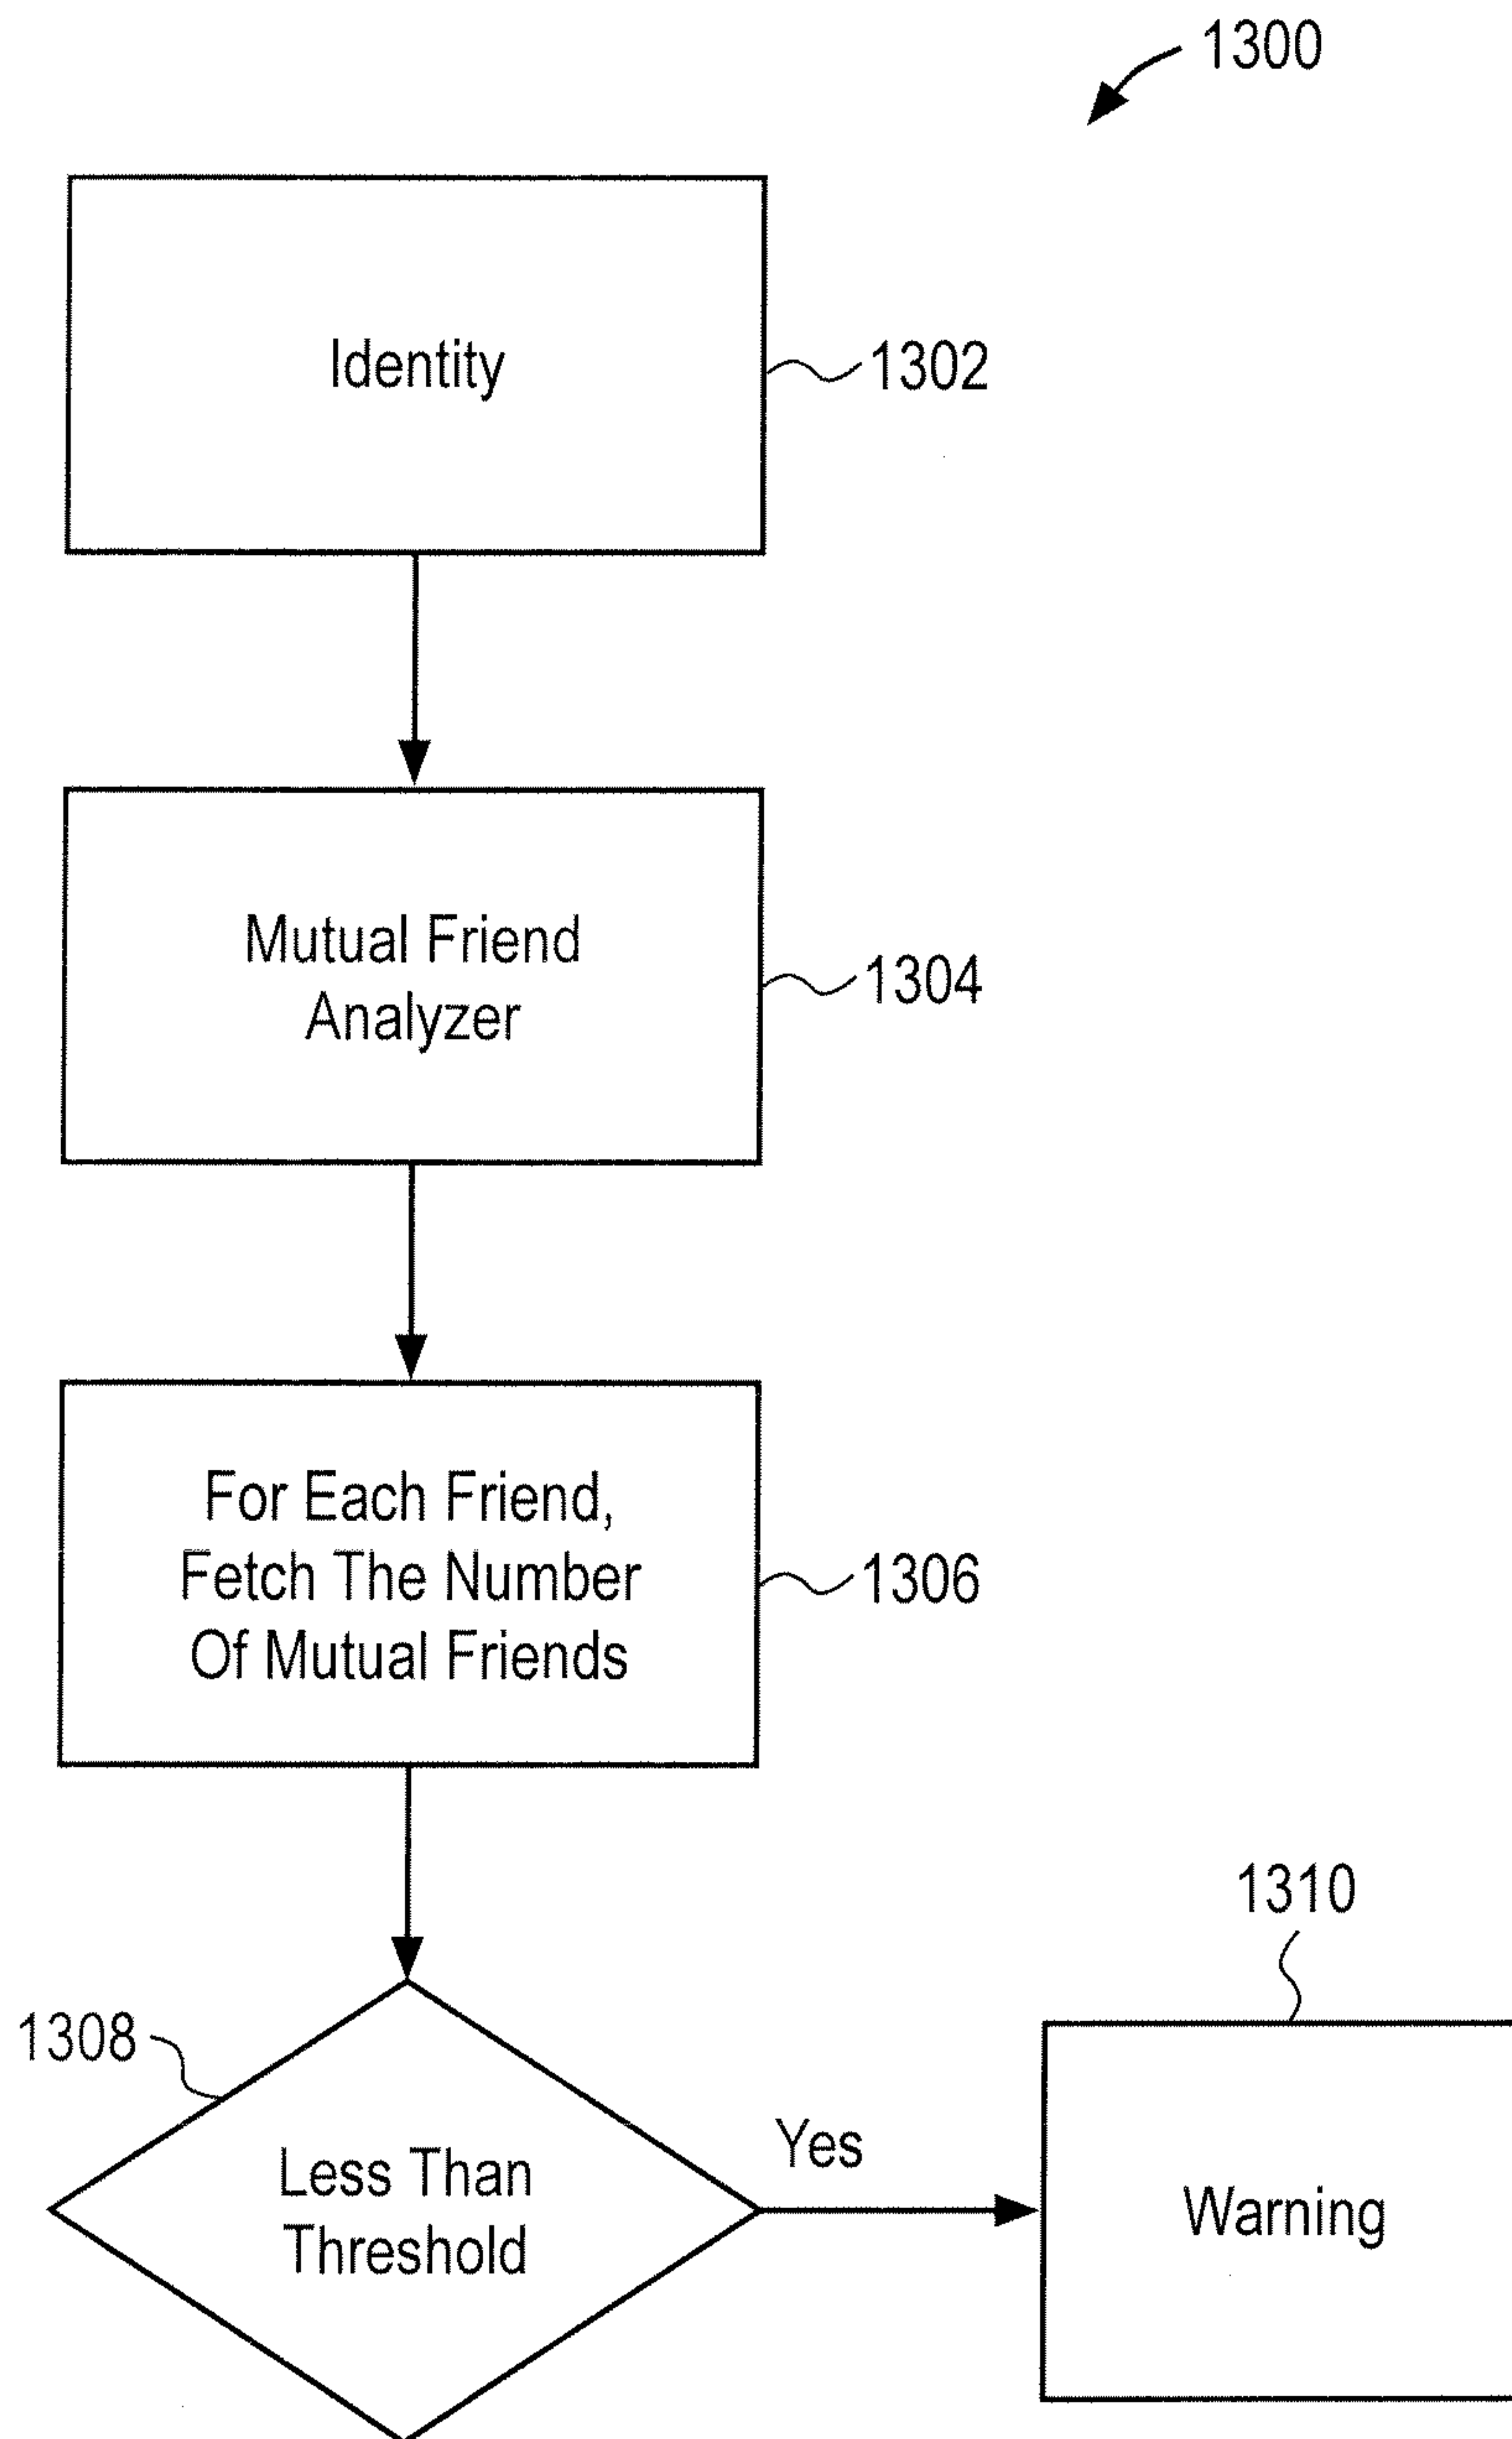 1300
Identity
1302
Mutual Friend
Analyzer
1304
For Each Friend,
Fetch The Number
Of Mutual Friends
1306
1310
1308
Less Than
Threshold
Yes
Warning